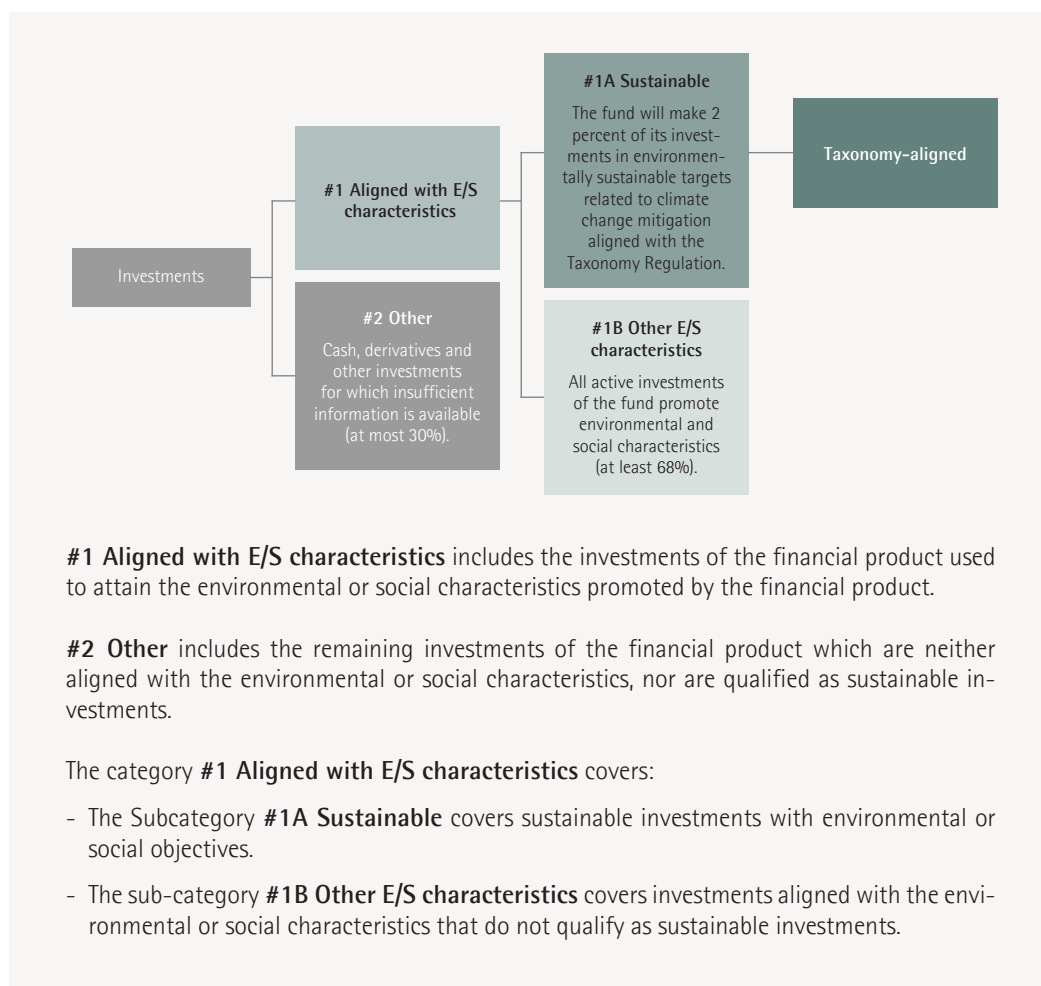 #1A Sustainable
The fund will make 2
percent of its invest-
ments in environmen-
tally sustainable targets
related to climate
change mitigation
aligned with the
Taxonomy Regulation.
Taxonomy-aligned
#1 Aligned with E/S
characteristics
Investments
#2 Other
Cash, derivatives and
other investments
for which insufficient
information is available
(at most 30%).
#1B Other E/S
characteristics
All active investments
of the fund promote
environmental and
social characteristics
(at least 68%).
#1 Aligned with E/S characteristics includes the investments of the financial product used
to attain the environmental or social characteristics promoted by the financial product.
#2 Other includes the remaining investments of the financial product which are neither
aligned with the environmental or social characteristics, nor are qualified as sustainable in-
vestments.
The category #1 Aligned with E/S characteristics covers:
- The Subcategory #1A Sustainable covers sustainable investments with environmental or
social objectives.
- The sub-category #1B Other E/S characteristics covers investments aligned with the envi-
ronmental or social characteristics that do not qualify as sustainable investments.